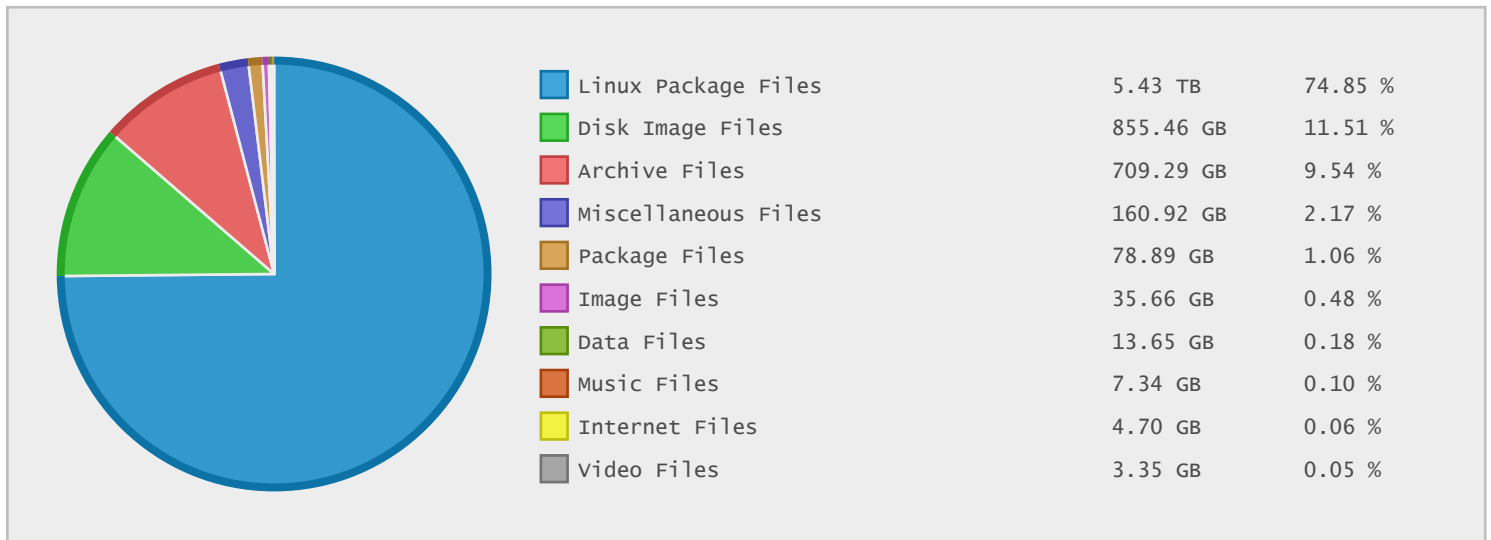 Linux Package Files 5.43 TB 74.85 %
Disk Image Files 855.46 GB 11.51 %
Archive Files 709.29 GB 9.54 %
Miscellaneous Files 160.92 GB 2.17 %
Package Files 78.89 GB 1.06 %
Image Files 35.66 GB 0.48 %
Data Files 13.65 GB 0.18 %
Music Files 7.34 GB 0.10 %
Internet Files 4.70 GB 0.06 %
Video Files 3.35 GB 0.05 %